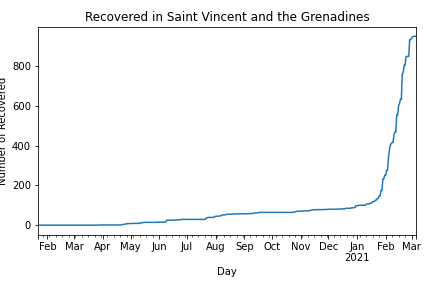 Recovered in Saint Vincent and the Grenadines
Number of Recovered
800
600
400
200
0
Feb Mar Apr May Jun Jul Aug Sep Oct Nov Dec Jan Feb Mar
2021
Day